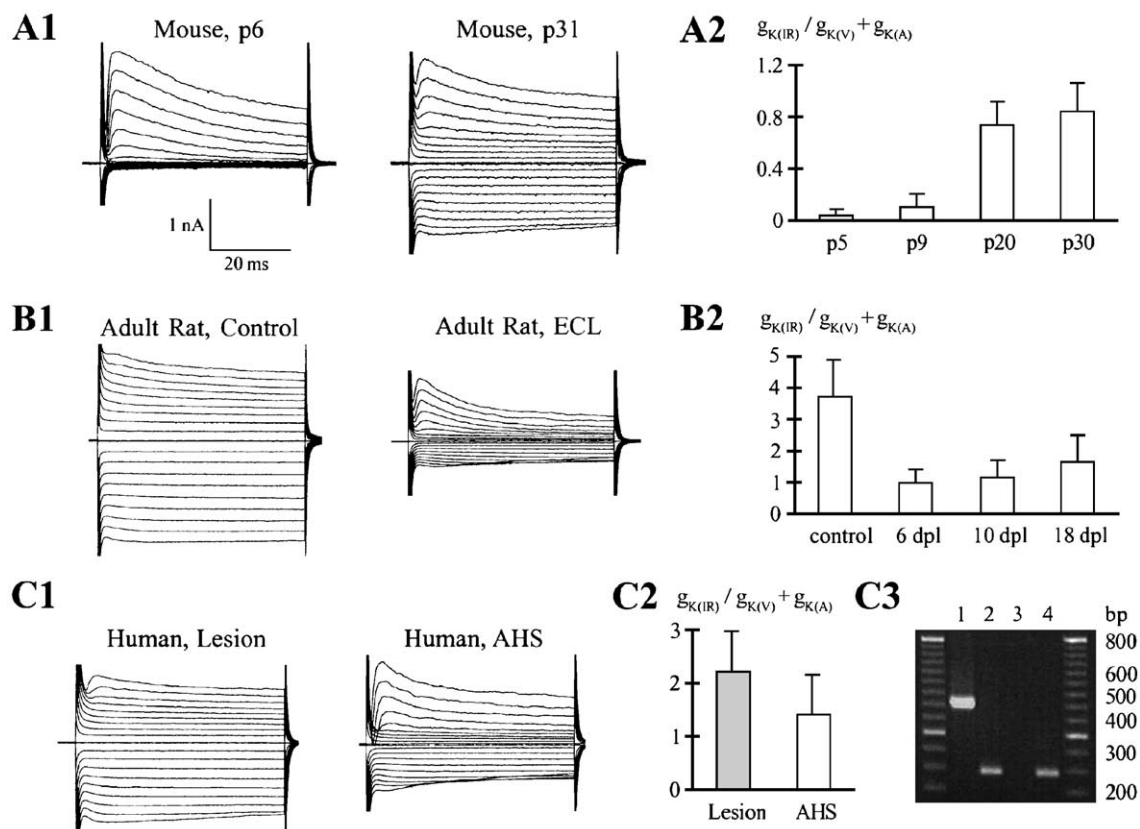 A1
Mouse, p6
Mouse, p31
1 nA
20 ms
A2
gK(IR) / gK(V) + gK(A)
1.2
0.8
0.4
0
p5 p9 p20 p30
B1
Adult Rat, Control
Adult Rat, ECL
B2
gK(IR) / gK(V) + gK(A)
5
4
3
2
1
0
control 6 dpl 10 dpl 18 dpl
C1
Human, Lesion
Human, AHS
C2
gK(IR) / gK(V) + gK(A)
3
2
1
0
Lesion AHS
C3
1 2 3 4 bp
800
600
500
400
300
200